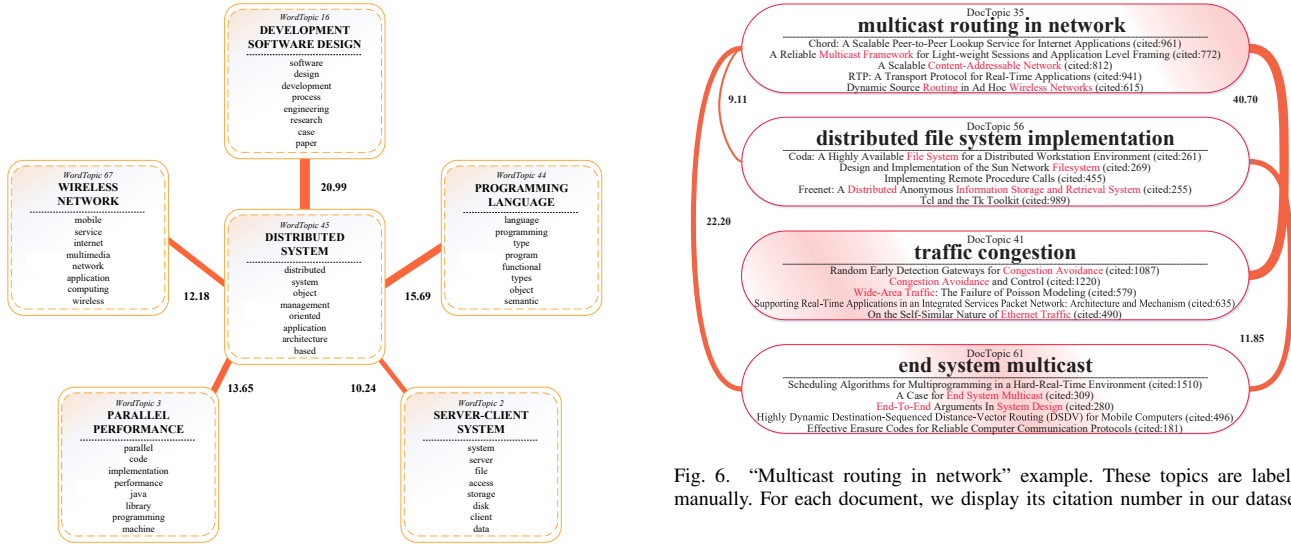 WordTopic 16
DEVELOPMENT
SOFTWARE DESIGN
software
design
development
process
engineering
research
case
paper
20.99
WordTopic 67
WIRELESS
NETWORK
mobile
service
internet
multimedia
network
application
computing
wireless
12.18
WordTopic 45
DISTRIBUTED
SYSTEM
distributed
system
object
management
oriented
application
architecture
based
WordTopic 44
PROGRAMMING
LANGUAGE
language
programming
type
program
functional
types
object
semantic
15.69
13.65
10.24
WordTopic 3
PARALLEL
PERFORMANCE
parallel
code
implementation
performance
java
library
programming
machine
WordTopic 2
SERVER-CLIENT
SYSTEM
system
server
file
access
storage
disk
client
data
DocTopic 35
multicast routing in network
Chord: A Scalable Peer-to-Peer Lookup Service for Internet Applications (cited:961)
A Reliable Multicast Framework for Light-weight Sessions and Application Level Framing (cited:772)
A Scalable Content-Addressable Network (cited:812)
RTP: A Transport Protocol for Real-Time Applications (cited:941)
Dynamic Source Routing in Ad Hoc Wireless Networks (cited:615)
9.11
40.70
DocTopic 56
distributed file system implementation
Coda: A Highly Available File System for a Distributed Workstation Environment (cited:261)
Design and Implementation of the Sun Network Filesystem (cited:269)
Implementing Remote Procedure Calls (cited:455)
Freenet: A Distributed Anonymous Information Storage and Retrieval System (cited:255)
Tcl and the Tk Toolkit (cited:989)
22.20
DocTopic 41
traffic congestion
Random Early Detection Gateways for Congestion Avoidance (cited:1087)
Congestion Avoidance and Control (cited:1220)
Wide-Area Traffic: The Failure of Poisson Modeling (cited:579)
Supporting Real-Time Applications in an Integrated Services Packet Network: Architecture and Mechanism (cited:635)
On the Self-Similar Nature of Ethernet Traffic (cited:490)
11.85
DocTopic 61
end system multicast
Scheduling Algorithms for Multiprogramming in a Hard-Real-Time Environment (cited:1510)
A Case for End System Multicast (cited:309)
End-To-End Arguments In System Design (cited:280)
Highly Dynamic Destination-Sequenced Distance-Vector Routing (DSDV) for Mobile Computers (cited:496)
Effective Erasure Codes for Reliable Computer Communication Protocols (cited:181)
Fig. 6. “Multicast routing in network” example. These topics are label
manually. For each document, we display its citation number in our datase